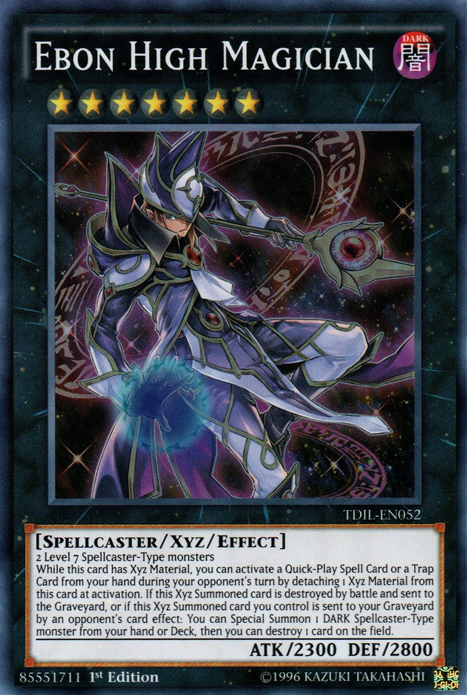 EBON HIGH MAGICIAN
DARK
闇
TDIL-EN052
[SPELLCASTER/XYZ/EFFECT]
2 Level 7 Spellcaster-Type monsters
While this card has Xyz Material, you can activate a Quick-Play Spell Card or a Trap
Card from your hand during your opponent's turn by detaching 1 Xyz Material from
this card at activation. If this Xyz Summoned card is destroyed by battle and sent to
the Graveyard, or if this Xyz Summoned card you control is sent to your Graveyard
by an opponent's card effect: You can Special Summon 1 DARK Spellcaster-Type
monster from your hand or Deck, then you can destroy 1 card on the field.
ATK/2300 DEF/2800
85551711 1st Edition ©1996 KAZUKI TAKAHASHI